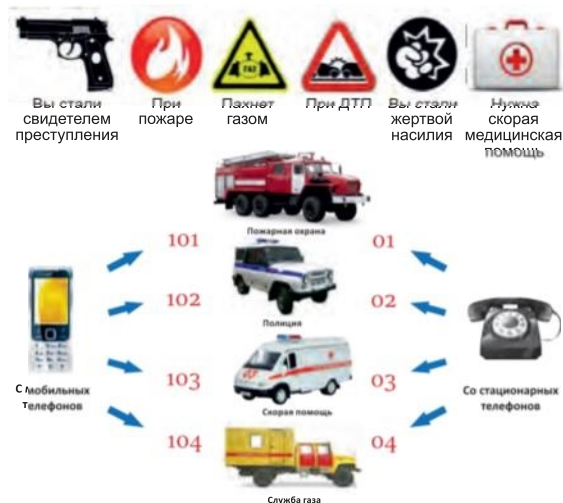 ГАЗ
Вы стали
свидетелем
преступления
При
пожаре
Пахнет
газом
При ДТП
Вы стали
жертвой
насилия
Нужна
скорая
медицинская
помощь
Пожарная охрана
101
01
Полиция
102
02
103
03
Скорая помощь
С мобильных
телефонов
Со стационарных
телефонов
104
04
Служба газа